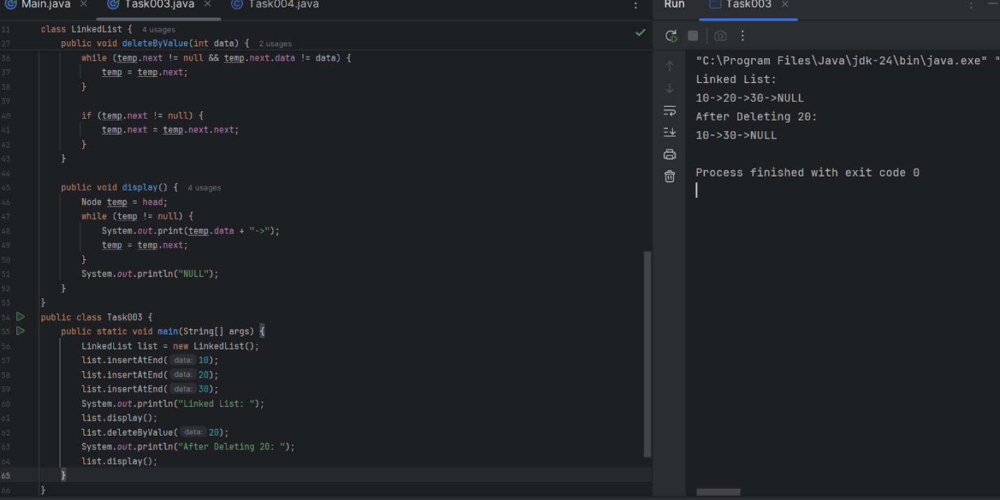 Main.java
Task003.java
Task004.java
11 class LinkedList { 4 usages
27 public void deleteByValue(int data) { 2 usages
36 while (temp.next != null && temp.next.data != data) {
37 temp = temp.next;
38 }
39
40 if (temp.next != null) {
41 temp.next = temp.next.next;
42 }
43 }
44
45 public void display() { 4 usages
46 Node temp = head;
47 while (temp != null) {
48 System.out.print(temp.data + "->");
49 temp = temp.next;
50 }
51 System.out.println("NULL");
52 }
53 }
54 public class Task003 {
55 public static void main(String[] args) {
56 LinkedList list = new LinkedList();
57 list.insertAtEnd( data: 10);
58 list.insertAtEnd( data: 20);
59 list.insertAtEnd( data: 30);
60 System.out.println("Linked List: ");
61 list.display();
62 list.deleteByValue( data: 20);
63 System.out.println("After Deleting 20: ");
64 list.display();
65 }
66 }
Run Task003
"C:\Program Files\Java\jdk-24\bin\java.exe" "
Linked List:
10->20->30->NULL
After Deleting 20:
10->30->NULL
Process finished with exit code 0